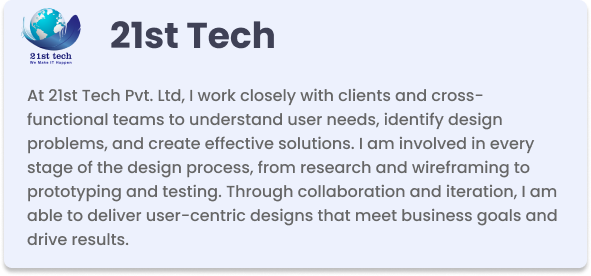 21st Tech
21st tech
We Make IT Happen
At 21st Tech Pvt. Ltd, I work closely with clients and cross-
functional teams to understand user needs, identify design
problems, and create effective solutions. I am involved in every
stage of the design process, from research and wireframing to
prototyping and testing. Through collaboration and iteration, I am
able to deliver user-centric designs that meet business goals and
drive results.